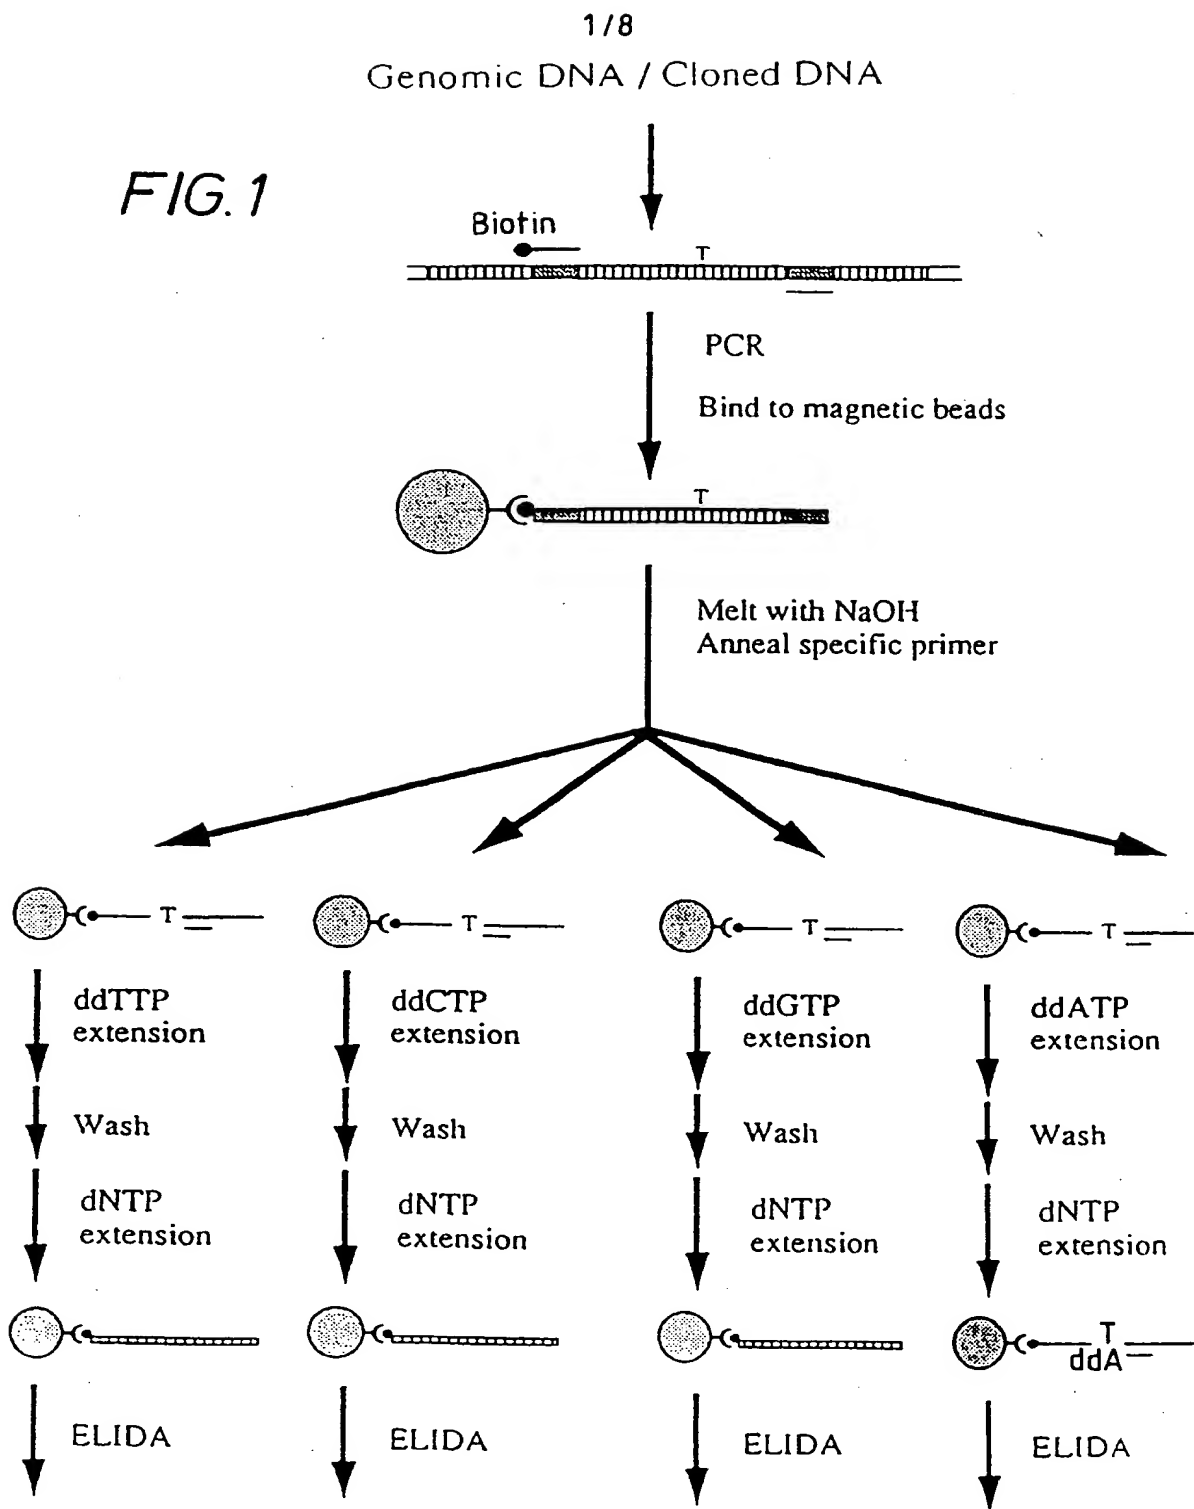 1/8
Genomic DNA / Cloned DNA
FIG. 1
Biotin
T
PCR
Bind to magnetic beads
T
Melt with NaOH
Anneal specific primer
T
T
T
T
ddTTP
extension
ddCTP
extension
ddGTP
extension
ddATP
extension
Wash
Wash
Wash
Wash
dNTP
extension
dNTP
extension
dNTP
extension
dNTP
extension
T
ddA
ELIDA
ELIDA
ELIDA
ELIDA